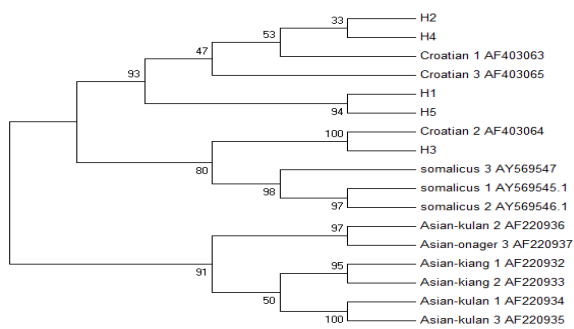 33
H2
H4
53
Croatian 1 AF403063
47
Croatian 3 AF403065
93
H1
H5
94
100
Croatian 2 AF403064
H3
80
somalicus 3 AY569547
98
somalicus 1 AY569545.1
97
somalicus 2 AY569546.1
97
Asian-kulan 2 AF220936
Asian-onager 3 AF220937
91
95
Asian-kiang 1 AF220932
Asian-kiang 2 AF220933
50
Asian-kulan 1 AF220934
100
Asian-kulan 3 AF220935